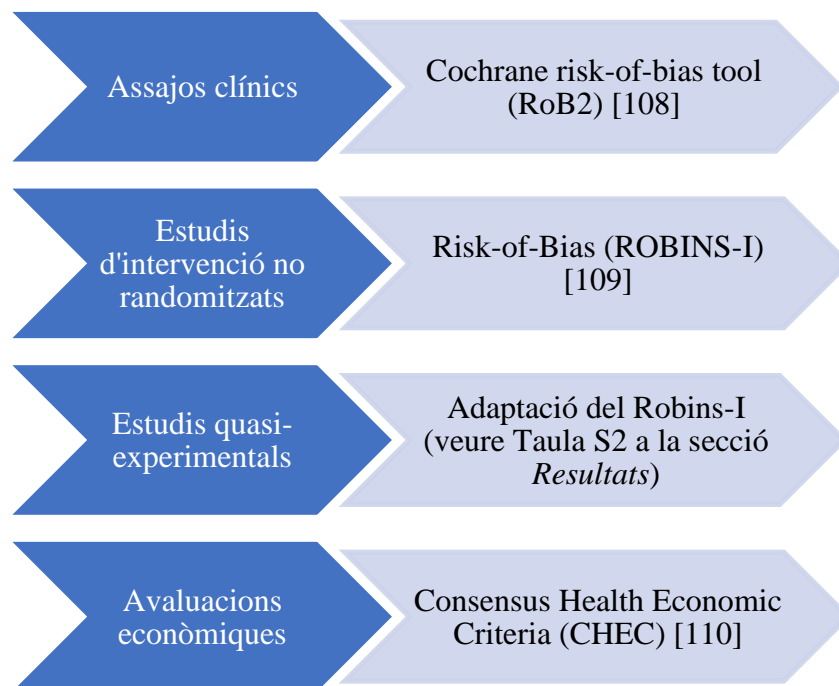 Assajos clínics
Cochrane risk-of-bias tool
(RoB2) [108]
Estudis
d'intervenció no
randomitzats
Risk-of-Bias (ROBINS-I)
[109]
Estudis quasi-
experimentals
Adaptació del Robins-I
(veure Taula S2 a la secció
Resultats)
Avaluacions
econòmiques
Consensus Health Economic
Criteria (CHEC) [110]